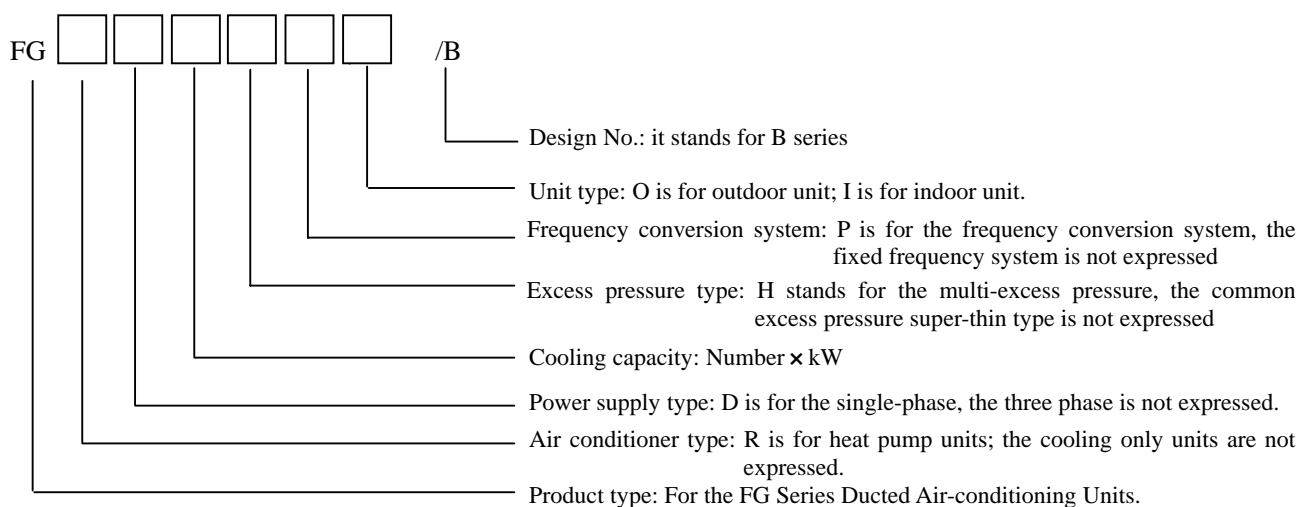 FG /B
Design No.: it stands for B series
Unit type: O is for outdoor unit; I is for indoor unit.
Frequency conversion system: P is for the frequency conversion system, the
fixed frequency system is not expressed
Excess pressure type: H stands for the multi-excess pressure, the common
excess pressure super-thin type is not expressed
Cooling capacity: Number × kW
Power supply type: D is for the single-phase, the three phase is not expressed.
Air conditioner type: R is for heat pump units; the cooling only units are not
expressed.
Product type: For the FG Series Ducted Air-conditioning Units.